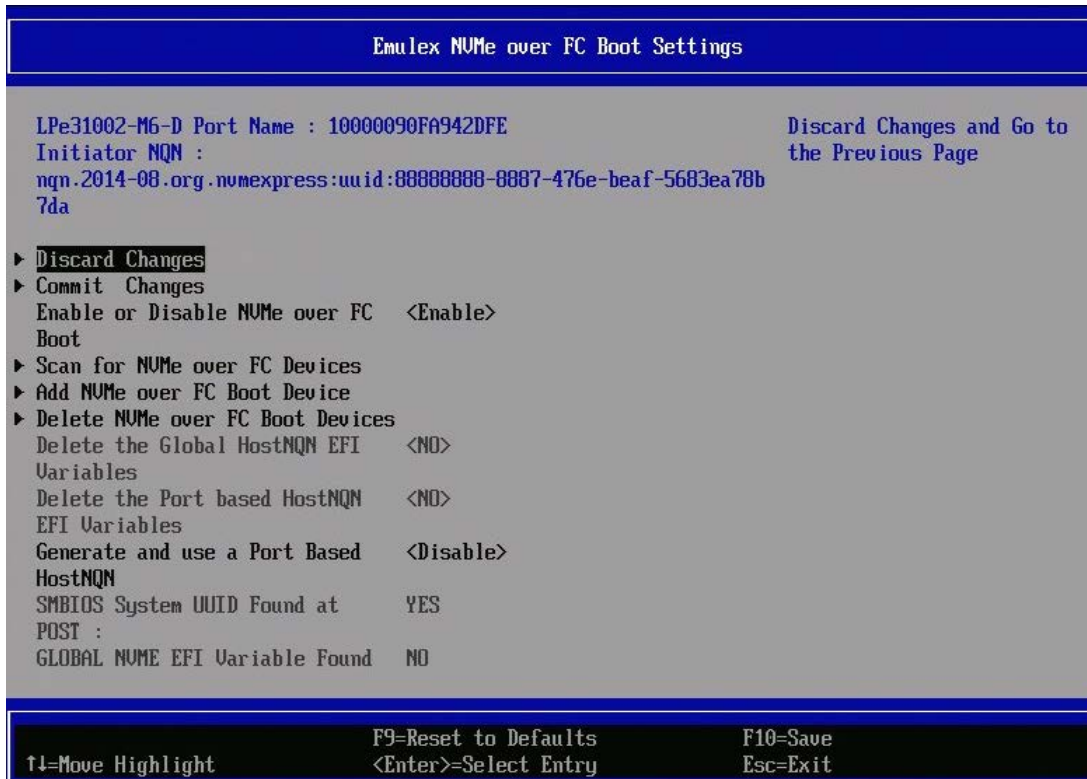 Emulex NVMe over FC Boot Settings
LPe31002-M6-D Port Name : 10000090FA942DFE
Initiator NQN :
nqn.2014-08.org.nvmexpress:uuid:88888888-8887-476e-beaf-5683ea78b
7da
Discard Changes and Go to
the Previous Page
▶ Discard Changes
▶ Commit  Changes
Enable or Disable NVMe over FC <Enable>
Boot
▶ Scan for NVMe over FC Devices
▶ Add NVMe over FC Boot Device
▶ Delete NVMe over FC Boot Devices
Delete the Global HostNQN EFI <NO>
Variables
Delete the Port based HostNQN <NO>
EFI Variables
Generate and use a Port Based <Disable>
HostNQN
SMBIOS System UUID Found at YES
POST :
GLOBAL NVME EFI Variable Found NO
F9=Reset to Defaults F10=Save
↑↓=Move Highlight <Enter>=Select Entry Esc=Exit